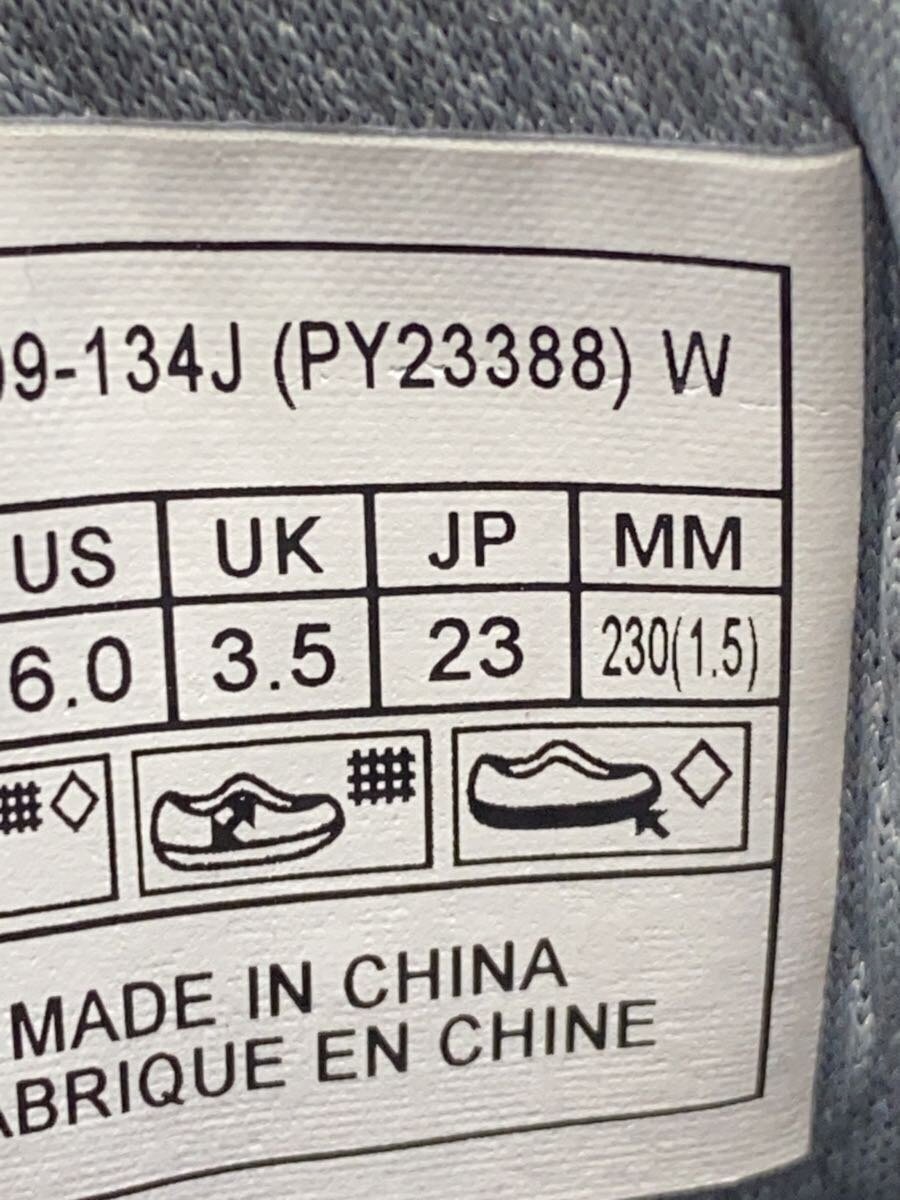 09-134J (PY23388) W
US UK JP MM
6.0 3.5 23 230(1.5)
MADE IN CHINA
ABRIQUE EN CHINE